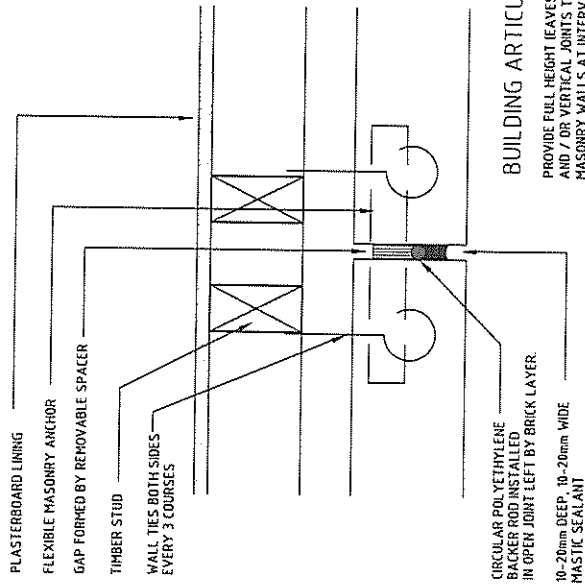 PLASTERBOARD LINING
FLEXIBLE MASONRY ANCHOR
GAP FORMED BY REMOVABLE SPACER
TIMBER STUD
WALL TIES BOTH SIDES
EVERY 3 COURSES
CIRCULAR POLYETHYLENE
BACKER ROD INSTALLED
IN OPEN JOINT LEFT BY BRICK LAYER.
10-20mm DEEP, 10-20mm WIDE
MASTIC SEALANT
BUILDING ARTICU
PROVIDE FULL HEIGHT (EAVES
AND / OR VERTICAL JOINTS T
MASONRY WALLS AT INTERV